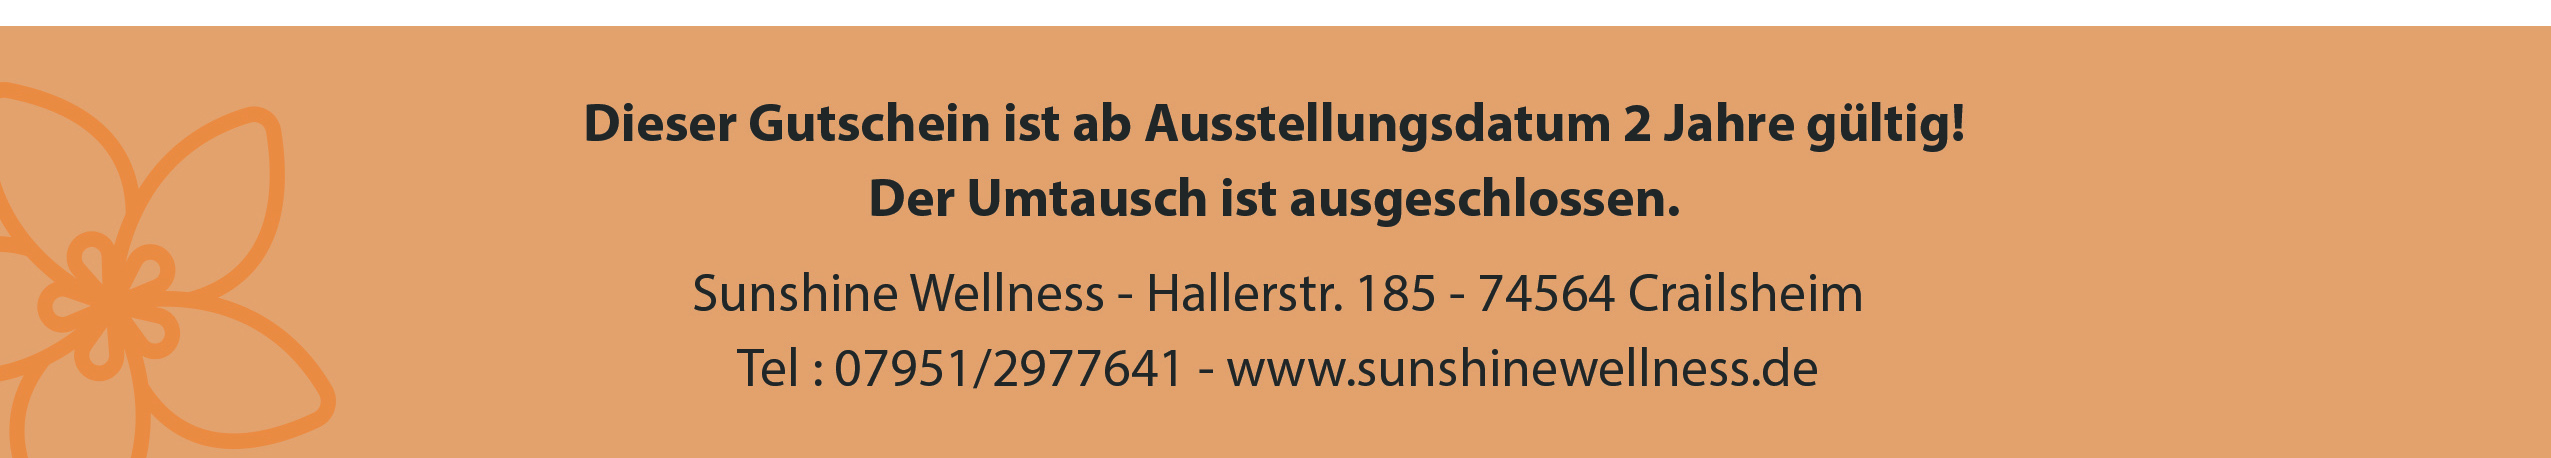 Dieser Gutschein ist ab Ausstellungsdatum 2 Jahre gültig!
Der Umtausch ist ausgeschlossen.
Sunshine Wellness - Hallerstr. 185 - 74564 Crailsheim
Tel : 07951/2977641 - www.sunshinewellness.de